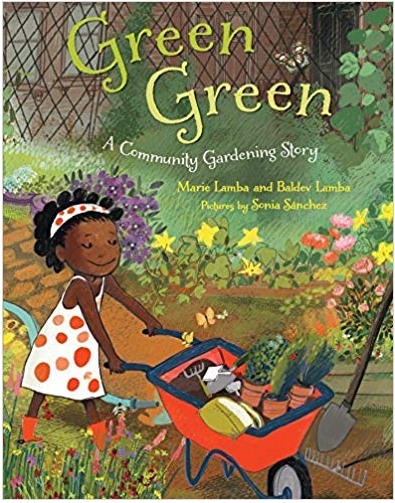 Green
Green
A Community Gardening Story
Marie Lamba and Baldev Lamba
Pictures by Sonia Sánchez